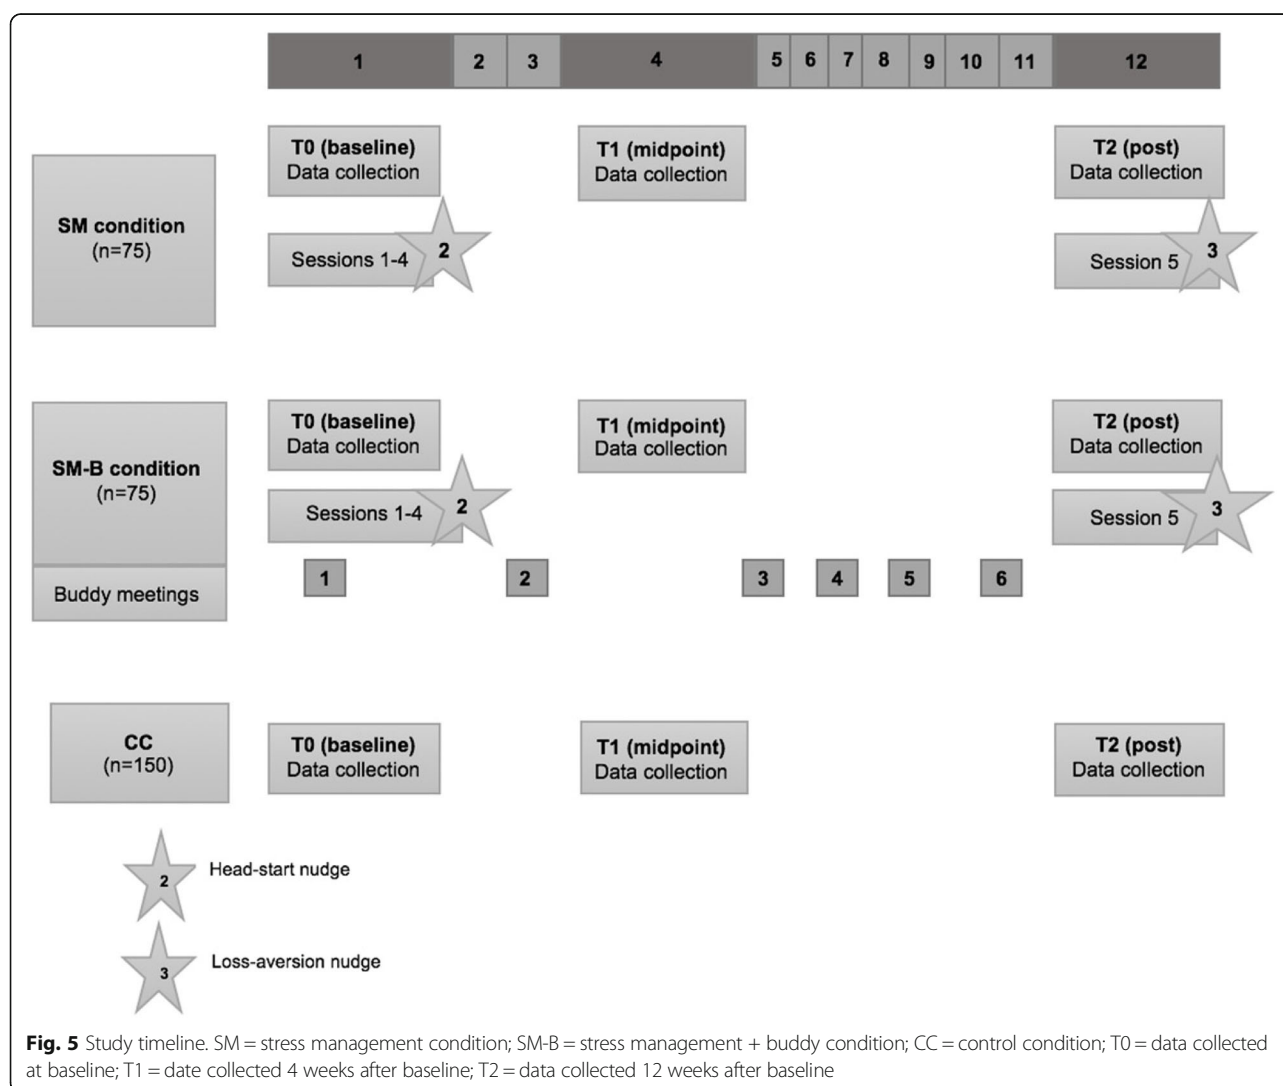 1 2 3 4 5 6 7 8 9 10 11 12
T0 (baseline)
Data collection
T1 (midpoint)
Data collection
T2 (post)
Data collection
SM condition
(n=75)
Sessions 1-4
2
Session 5
3
T0 (baseline)
Data collection
T1 (midpoint)
Data collection
T2 (post)
Data collection
SM-B condition
(n=75)
Sessions 1-4
2
Session 5
3
Buddy meetings
1 2 3 4 5 6
CC
(n=150)
T0 (baseline)
Data collection
T1 (midpoint)
Data collection
T2 (post)
Data collection
2
Head-start nudge
3
Loss-aversion nudge
Fig. 5 Study timeline. SM = stress management condition; SM-B = stress management + buddy condition; CC = control condition; T0 = data collected
at baseline; T1 = date collected 4 weeks after baseline; T2 = data collected 12 weeks after baseline